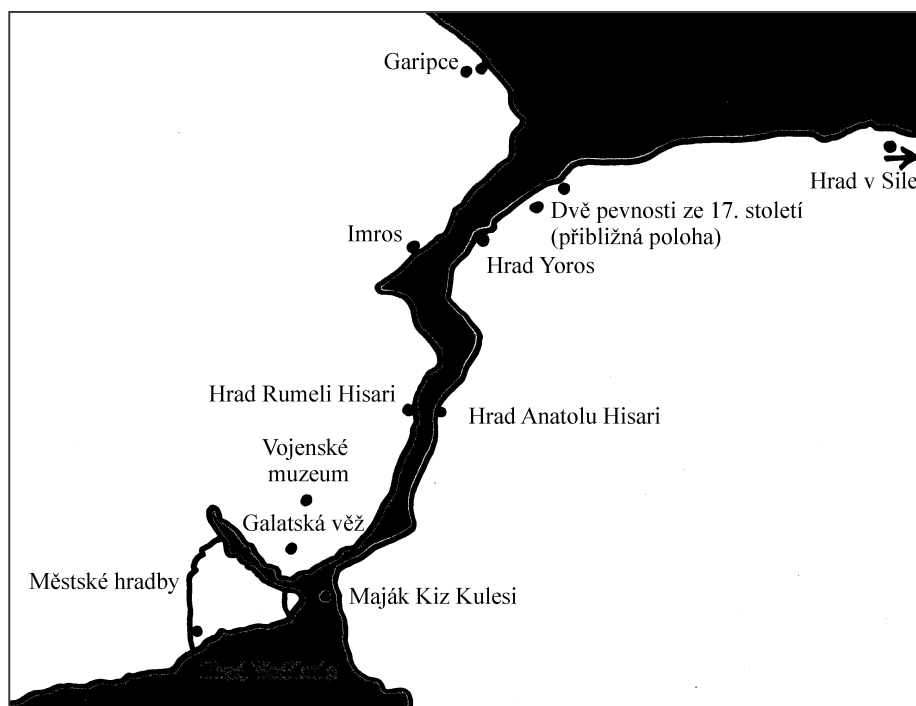 Garipce
Hrad v Sile
Dvě pevnosti ze 17. století
(přibližná poloha)
Imros
Hrad Yoros
Hrad Rumeli Hisari
Hrad Anatolu Hisari
Vojenské
muzeum
Galatská věž
Městské hradby
Maják Kiz Kulesi
Hrad